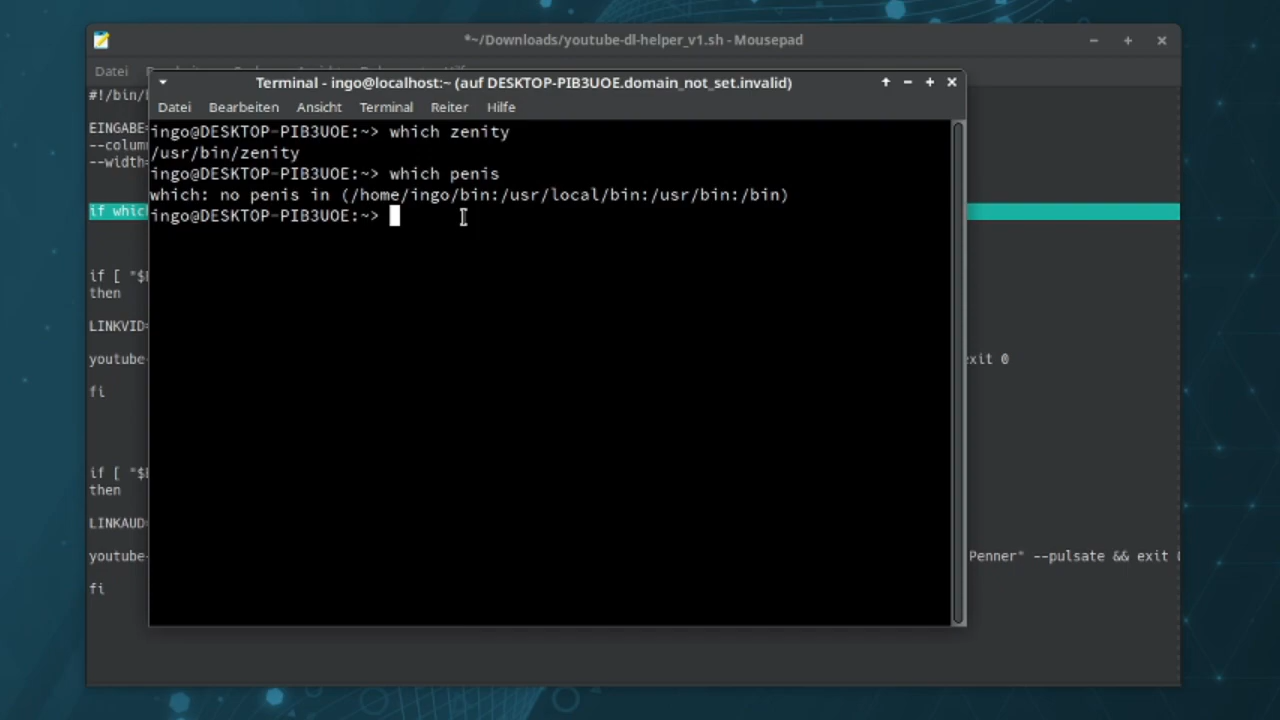 *~/Downloads/youtube-dl-helper_v1.sh - Mousepad
Datei
#!/bin/b
EINGABE=
--colum
--width=
if whic
if [ "$
then
LINKVID=
youtube-
xit 0
fi
if [ "$
then
LINKAUD=
youtube-
Penner" --pulsate && exit
fi
Terminal - ingo@localhost:~ (auf DESKTOP-PIB3UOE.domain_not_set.invalid)
Datei Bearbeiten Ansicht Terminal Reiter Hilfe
ingo@DESKTOP-PIB3UOE:~> which zenity
/usr/bin/zenity
ingo@DESKTOP-PIB3UOE:~> which penis
which: no penis in (/home/ingo/bin:/usr/local/bin:/usr/bin:/bin)
ingo@DESKTOP-PIB3UOE:~>